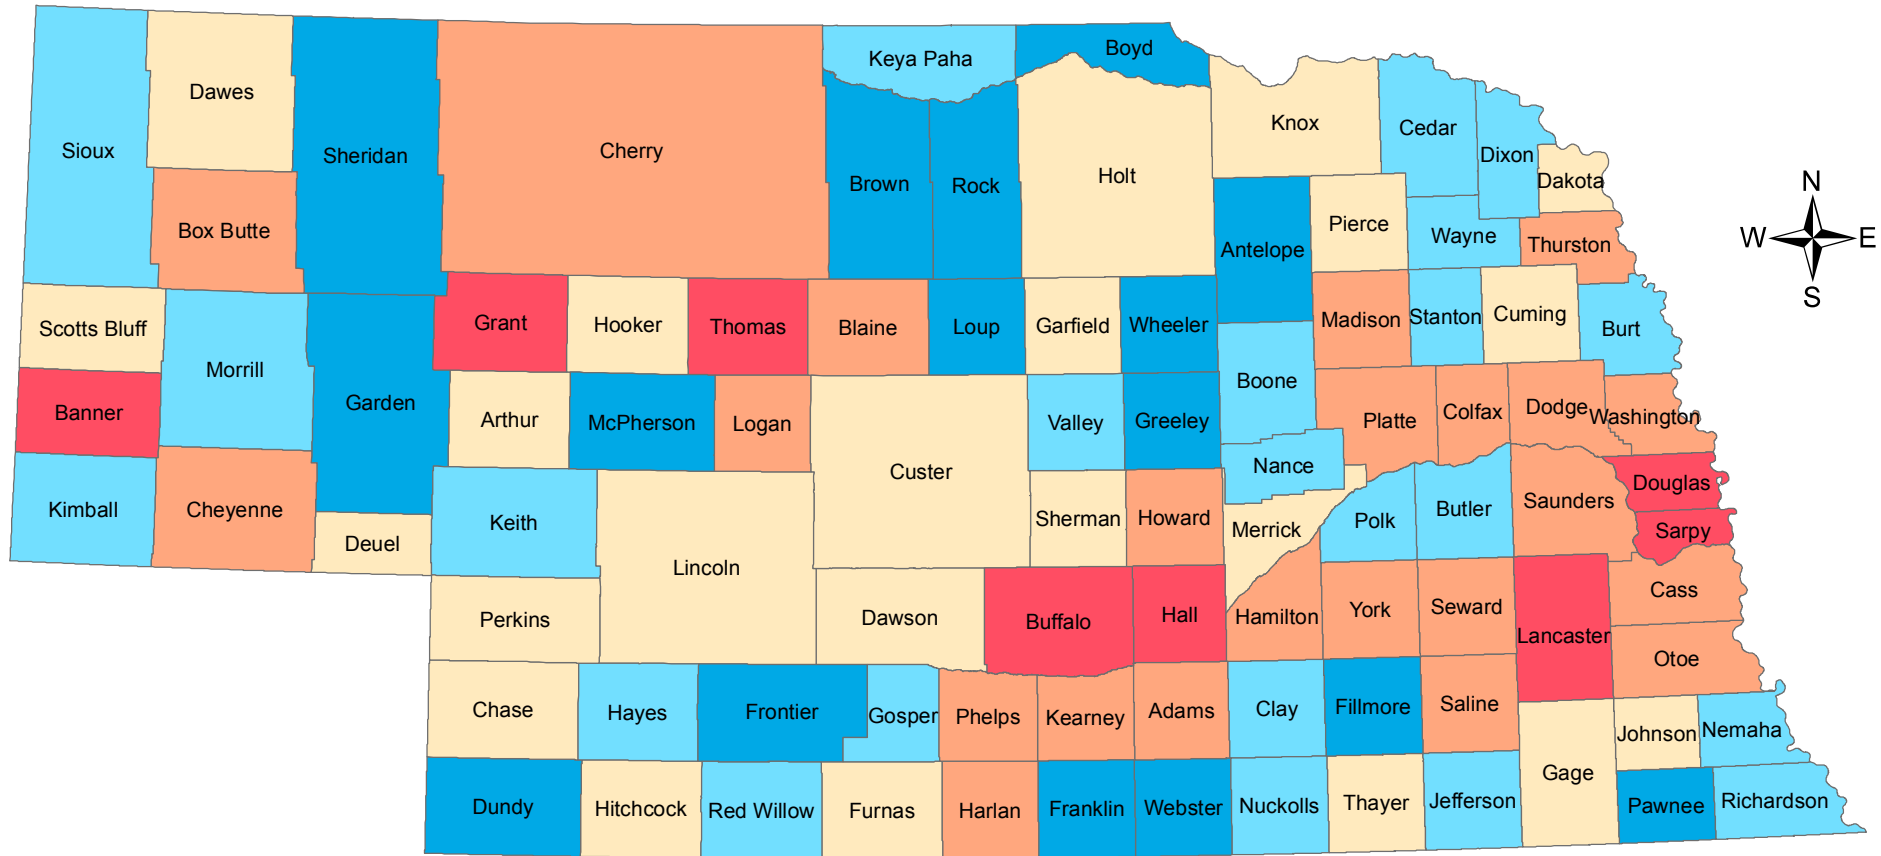 Boyd
Keya Paha
Dawes
Knox
Cedar
Sioux
Sheridan
Cherry
Dixon
Holt
Dakota
N
Brown
Rock
Box Butte
Pierce
Wayne
Thurston
W
E
Antelope
S
Scotts Bluff
Grant
Hooker
Thomas
Blaine
Loup
Garfield
Wheeler
Madison
Stanton
Cuming
Burt
Morrill
Boone
Banner
Garden
Arthur
McPherson
Logan
Valley
Greeley
Platte
Colfax
Dodge
Washington
Custer
Nance
Douglas
Kimball
Cheyenne
Keith
Sherman
Howard
Merrick
Polk
Butler
Saunders
Sarpy
Deuel
Lincoln
Perkins
Dawson
Buffalo
Hall
Hamilton
York
Seward
Cass
Lancaster
Otoe
Chase
Hayes
Frontier
Gosper
Phelps
Kearney
Adams
Clay
Fillmore
Saline
Johnson
Nemaha
Gage
Dundy
Hitchcock
Red Willow
Furnas
Harlan
Franklin
Webster
Nuckolls
Thayer
Jefferson
Pawnee
Richardson